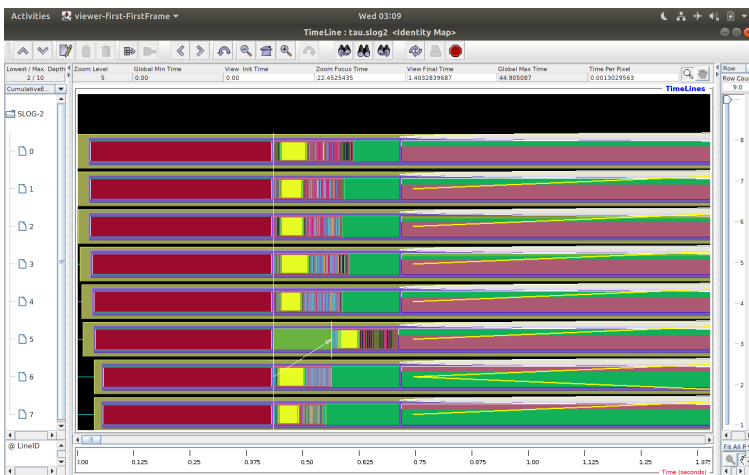 Activities viewer-first-FirstFrame Wed 03:09
TimeLine : tau.slog2 <Identity Map>
Lowest / Max. Depth Zoom Level Global Min Time View Init Time Zoom Focus Time View Final Time Global Max Time Time Per Pixel Row
2 / 10 5 0.00 0.00 22.4525435 1.4032839687 44.905087 0.0013029563 Row Cou
CumulativeE... TimeLines 9.0
SLOG-2
0
1
2
3
4
5
6
7
8
7
6
5
4
3
2
1
@ LineID Fit All R
0.125 0.25 0.375 0.50 0.625 0.75 0.875 1.00 1.125 1.25 1.375
Time (seconds)